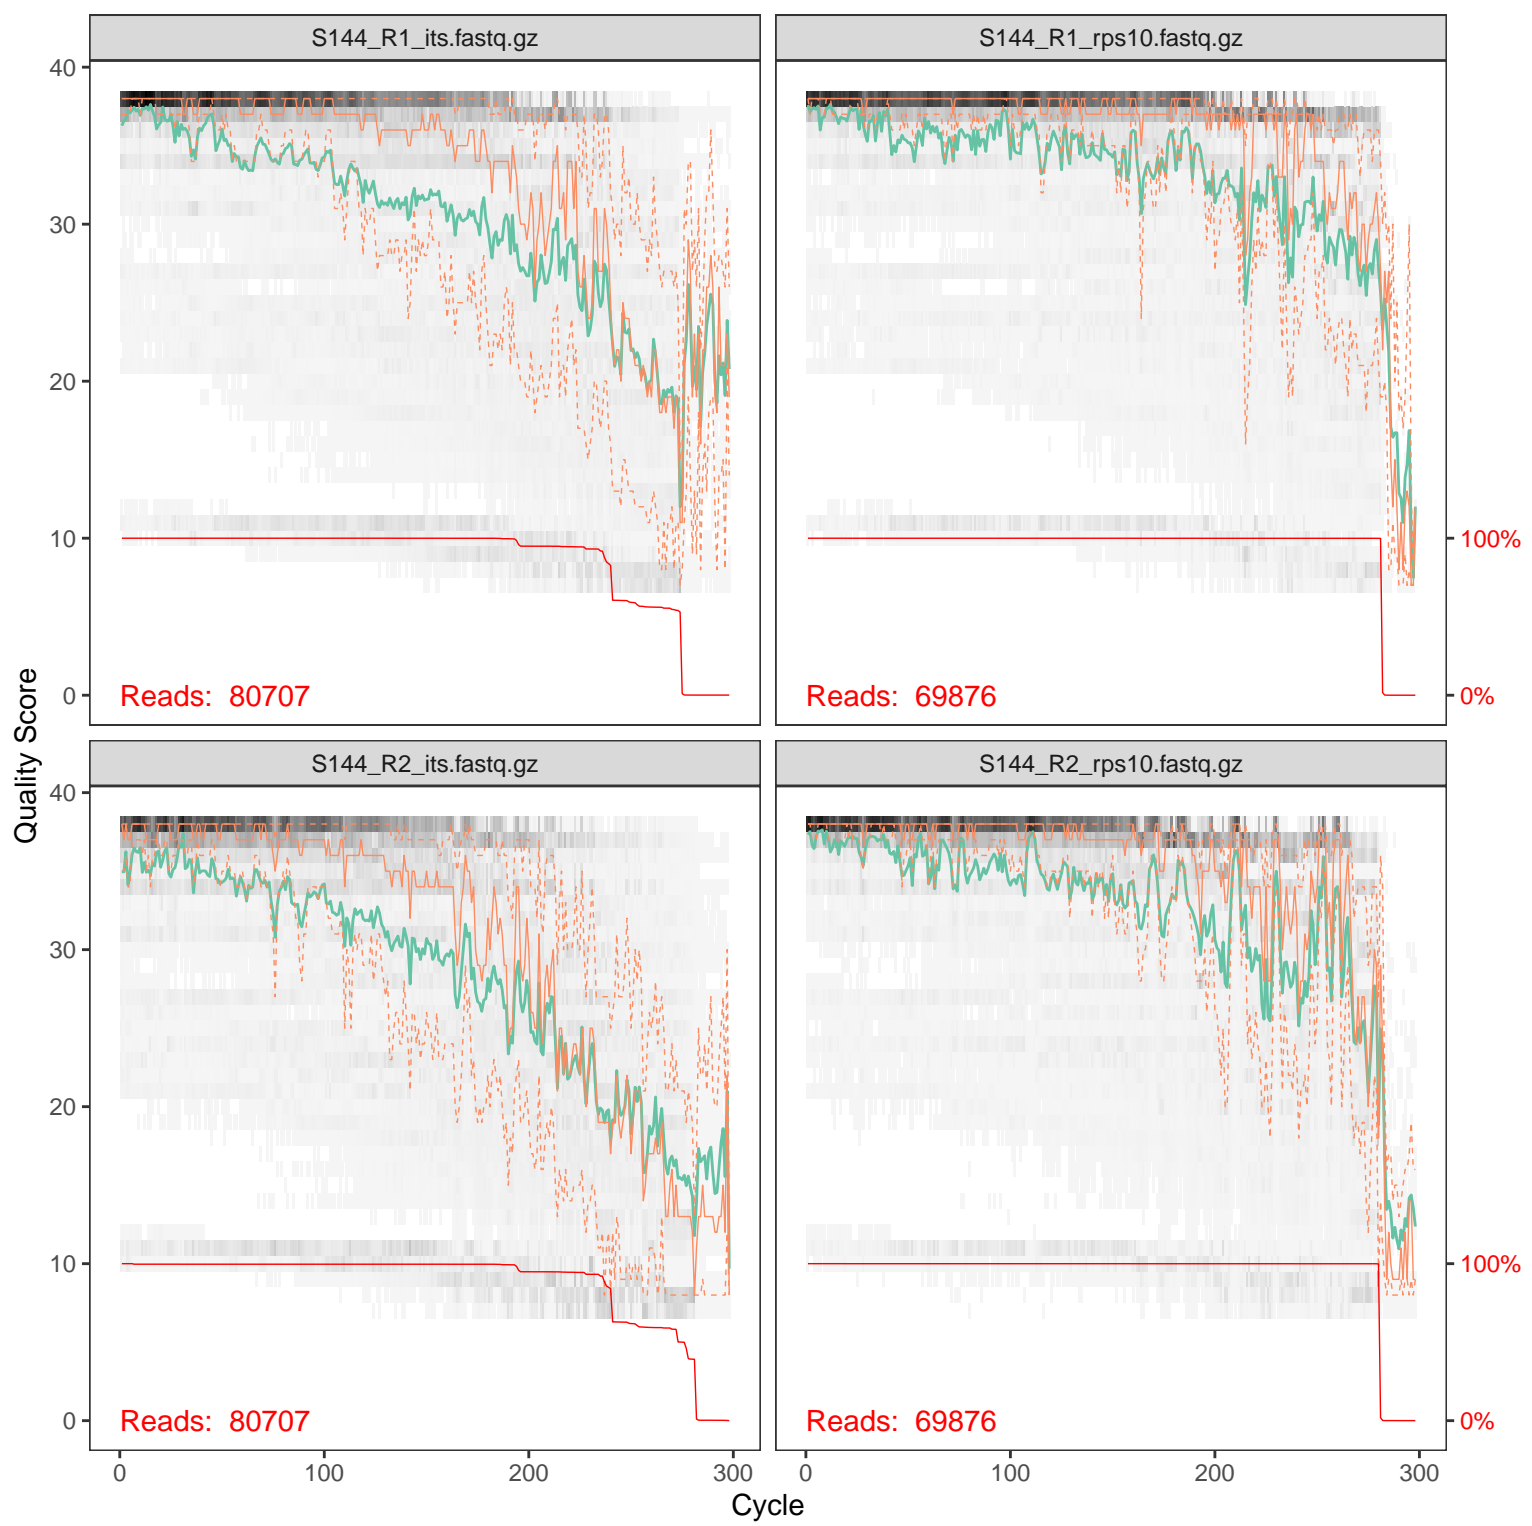 S144_R1_its.fastq.gz
S144_R1_rps10.fastq.gz
40
30
20
10
0
Reads: 80707
Reads: 69876
100%
0%
Quality Score
S144_R2_its.fastq.gz
S144_R2_rps10.fastq.gz
40
30
20
10
0
Reads: 80707
Reads: 69876
100%
0%
0 100 200 300
0 100 200 300
Cycle